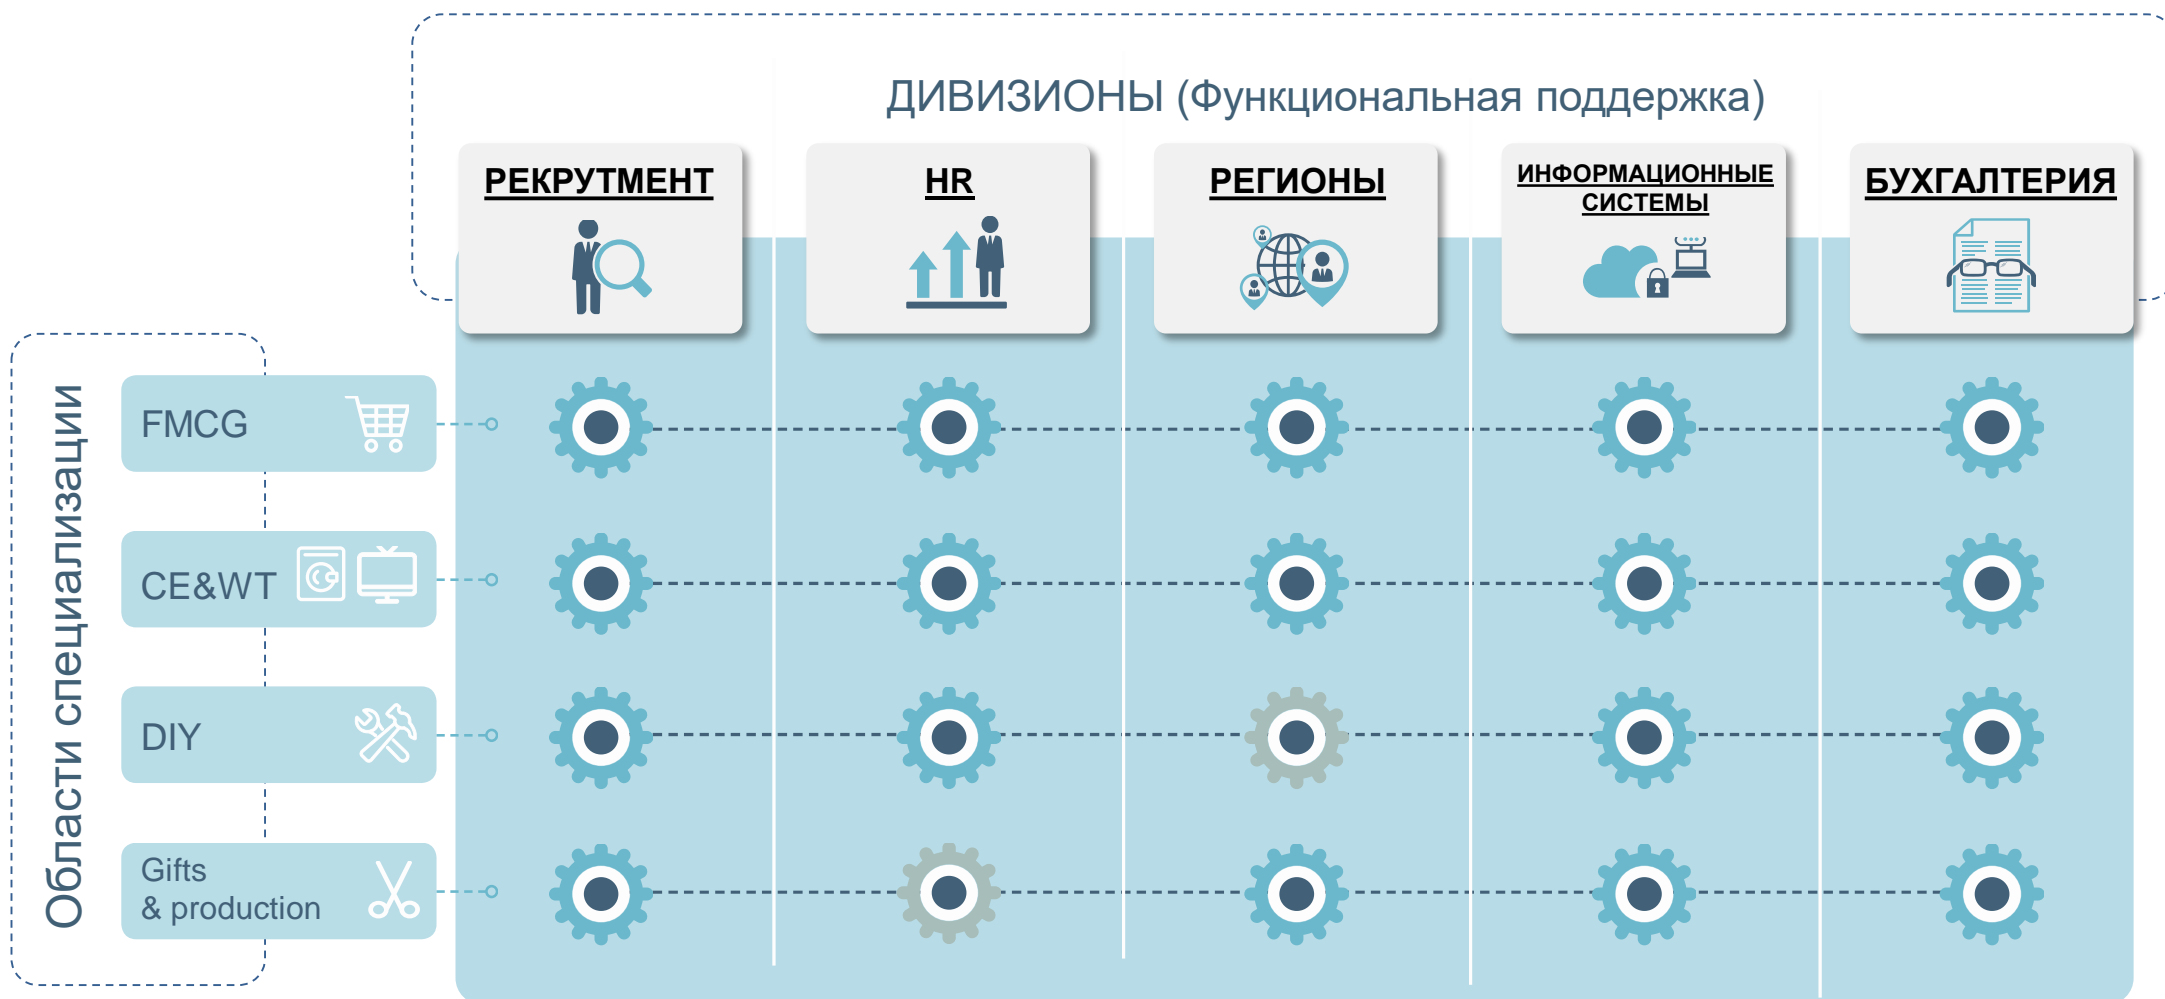 ДИВИЗИОНЫ (Функциональная поддержка)
РЕКРУТМЕНТ
HR
РЕГИОНЫ
ИНФОРМАЦИОННЫЕ
СИСТЕМЫ
БУХГАЛТЕРИЯ
Области специализации
FMCG
CE&WT
DIY
Gifts
& production